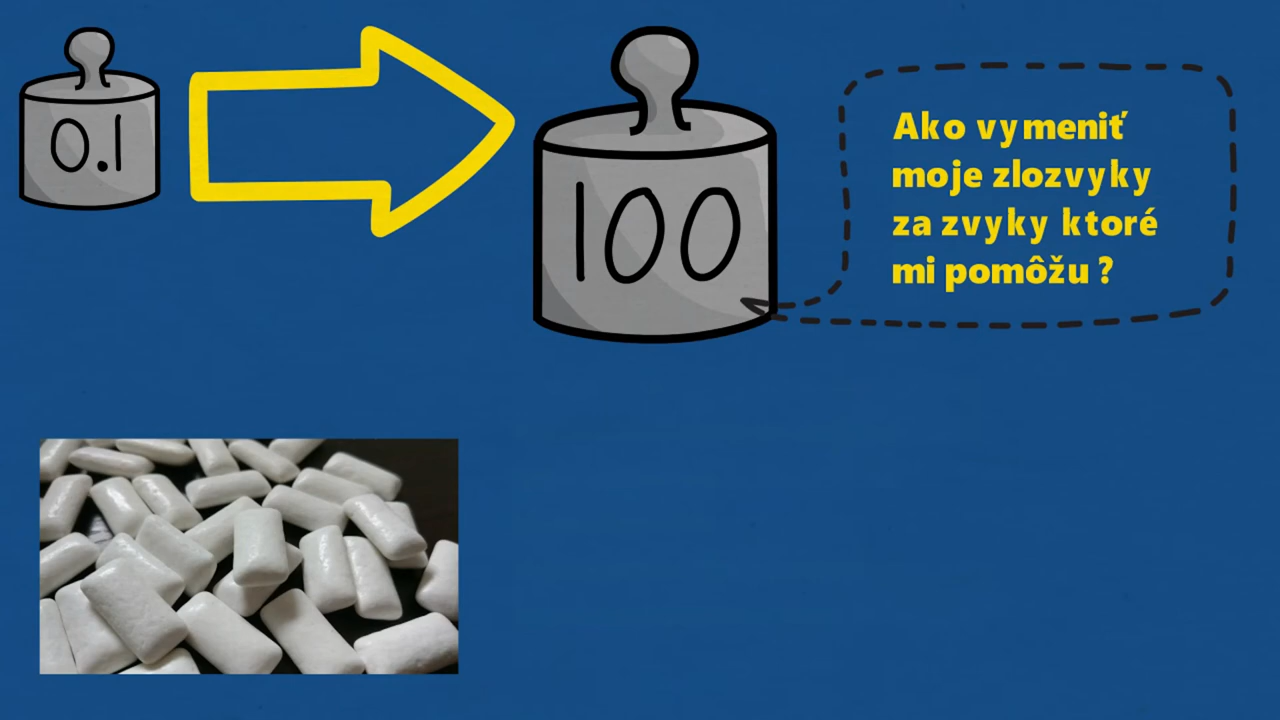 0.1
100
Ako vymeniť
moje zlozvyky
za zvyky ktoré
mi pomôžu ?